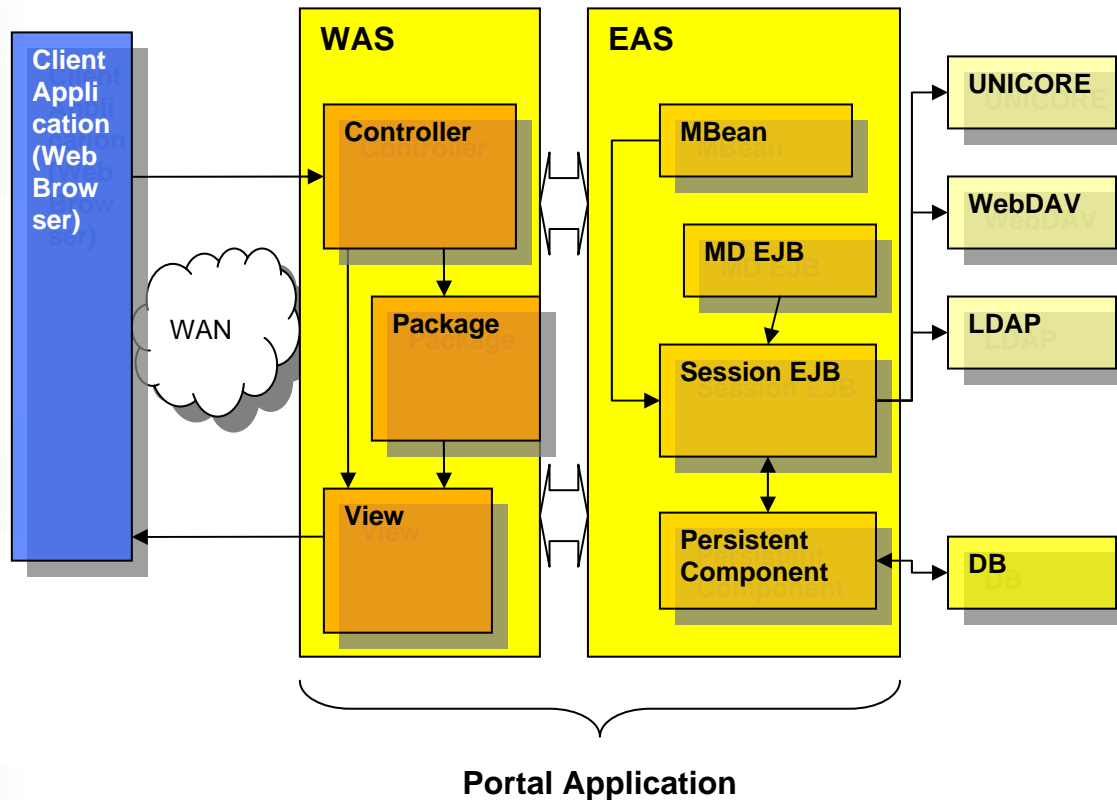 Client
Appli
cation
(Web
Brow
ser)
WAN
WAS
Controller
Package
View
EAS
MBean
MD EJB
Session EJB
Persistent
Component
UNICORE
WebDAV
LDAP
DB
Portal Application